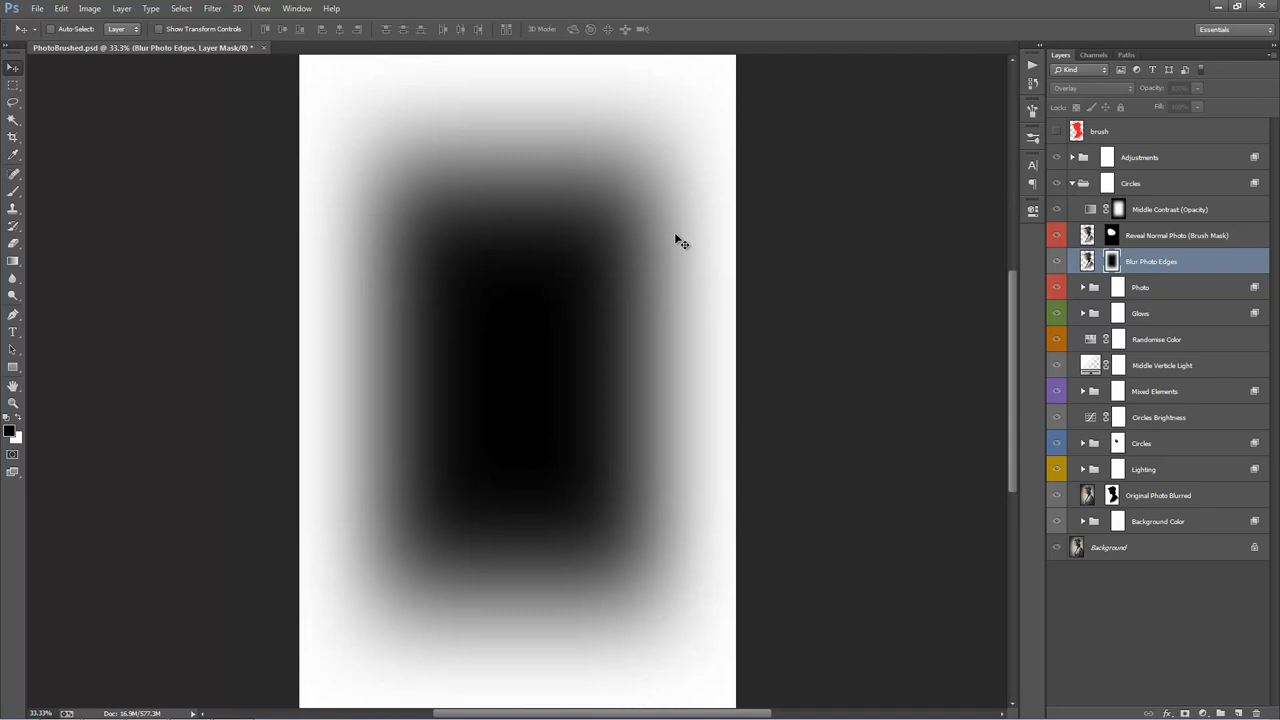 Ps File Edit Image Layer Type Select Filter 3D View Window Help
Auto-Select: Layer Show Transform Controls 3D Mode: Essentials
PhotoBrushed.psd @ 33.3% (Blur Photo Edges, Layer Mask/8) * ×
Layers Channels Paths
Kind
Overlay Opacity:
Lock: Fill:
brush
Adjustments
Circles
Middle Contrast (Opacity)
Reveal Normal Photo (Brush Mask)
Blur Photo Edges
Photo
Glows
Randomise Color
Middle Verticle Light
Mixed Elements
Circles Brightness
Circles
Lighting
Original Photo Blurred
Background Color
Background
33.33% Doc: 16.9M/577.3M